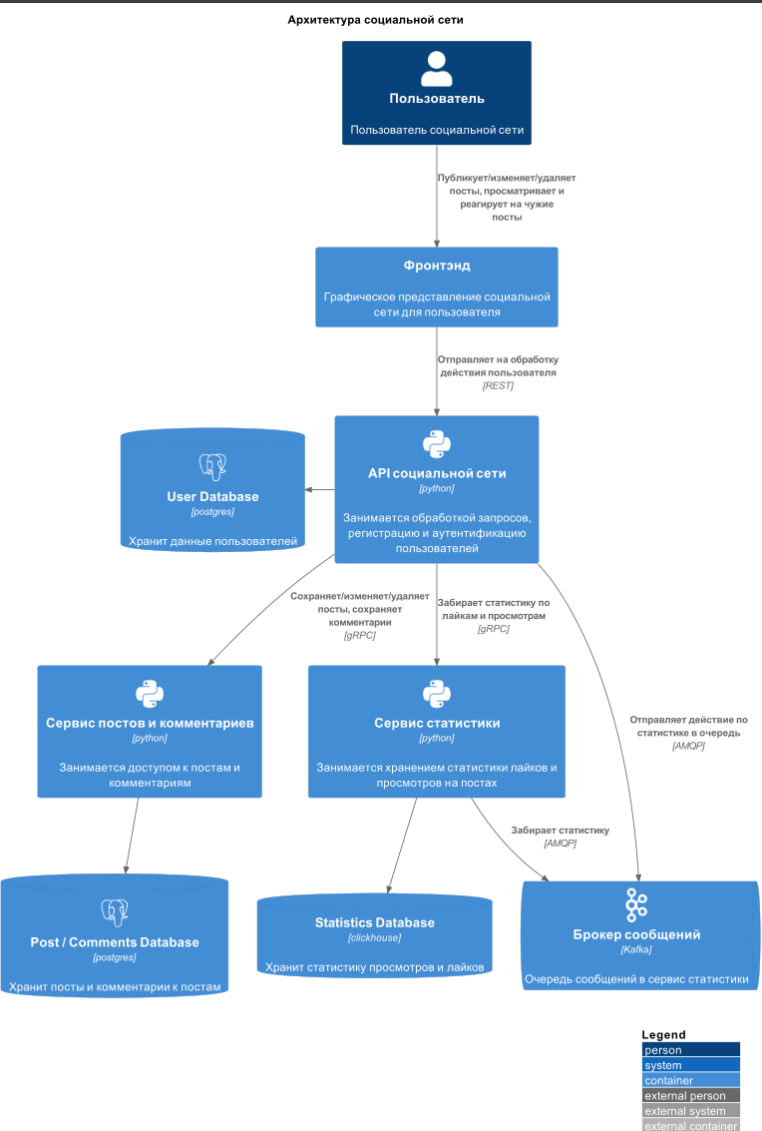 Архитектура социальной сети
Пользователь
Пользователь социальной сети
Публикует/изменяет/удаляет
посты, просматривает и
реагирует на чужие
посты
Фронтэнд
Графическое представление социальной
сети для пользователя
Отправляет на обработку
действия пользователя
[REST]
API социальной сети
[python]
Занимается обработкой запросов,
регистрацию и аутентификацию
пользователей
User Database
[postgres]
Хранит данные пользователей
Сохраняет/изменяет/удаляет
посты, сохраняет
комментарии
[gRPC]
Забирает статистику по
лайкам и просмотрам
[gRPC]
Отправляет действие по
статистике в очередь
[AMQP]
Сервис постов и комментариев
[python]
Занимается доступом к постам и
комментариям
Сервис статистики
[python]
Занимается хранением статистики лайков и
просмотров на постах
Забирает статистику
[AMQP]
Post / Comments Database
[postgres]
Хранит посты и комментарии к постам
Statistics Database
[clickhouse]
Хранит статистику просмотров и лайков
Брокер сообщений
[Kafka]
Очередь сообщений в сервис статистики
Legend
person
system
container
external person
external system
external container